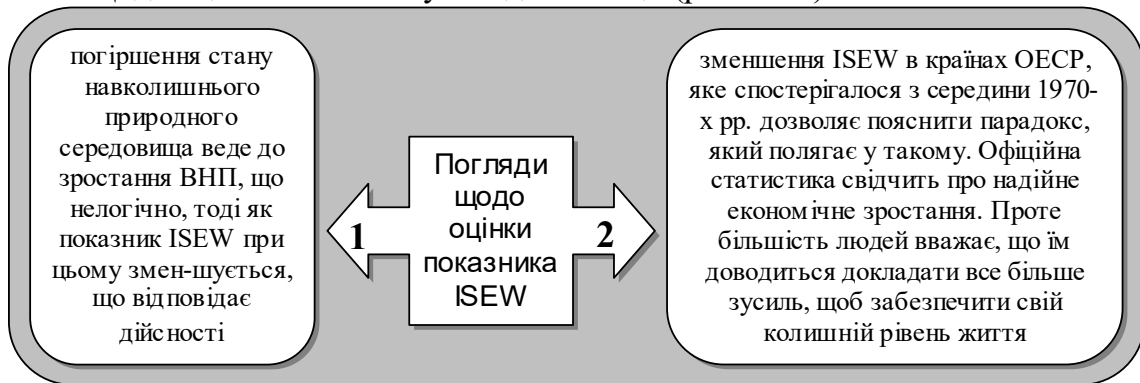 погіршення стану
навколишнього
природного
середовища веде до
зростання ВНП, що
нелогічно, тоді як
показник ISEW при
цьому змен-шується,
що відповідає
дійсності
1
Погляди
щодо
оцінки
показника
ISEW
2
зменшення ISEW в країнах ОЕСР,
яке спостерігалося з середини 1970-
х рр. дозволяє пояснити парадокс,
який полягає у такому. Офіційна
статистика свідчить про надійне
економічне зростання. Проте
більшість людей вважає, що їм
доводиться докладати все більше
зусиль, щоб забезпечити свій
колишній рівень життя